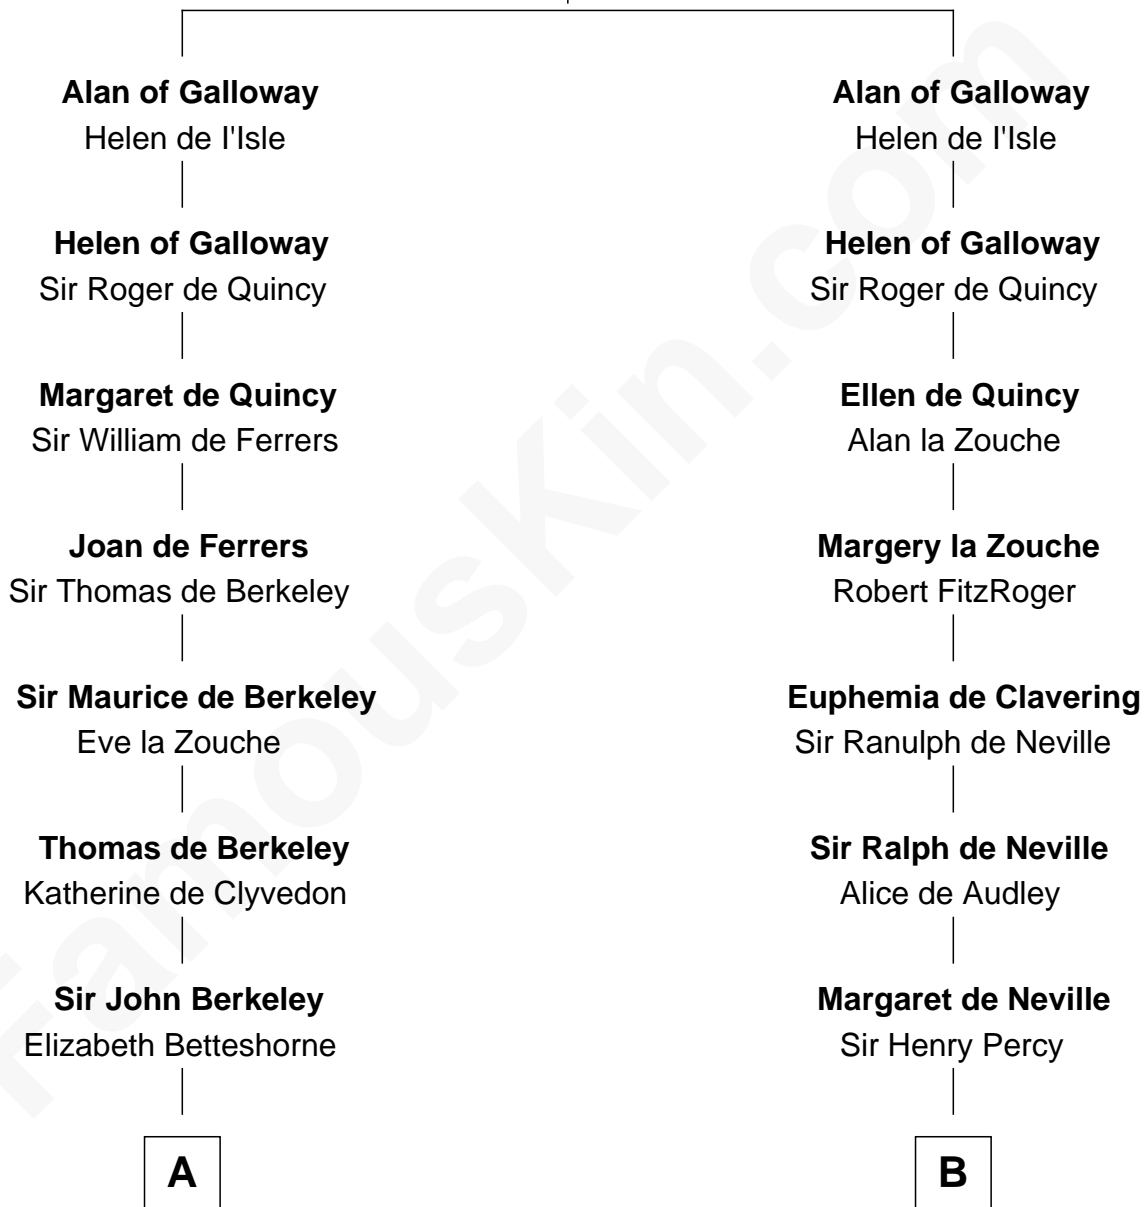 Alan of Galloway
Helen de I'Isle
Helen of Galloway
Sir Roger de Quincy
Margaret de Quincy
Sir William de Ferrers
Joan de Ferrers
Sir Thomas de Berkeley
Sir Maurice de Berkeley
Eve la Zouche
Thomas de Berkeley
Katherine de Clyvedon
Sir John Berkeley
Elizabeth Betteshorne
A
Alan of Galloway
Helen de I'Isle
Helen of Galloway
Sir Roger de Quincy
Ellen de Quincy
Alan la Zouche
Margery la Zouche
Robert FitzRoger
Euphemia de Clavering
Sir Ranulph de Neville
Sir Ralph de Neville
Alice de Audley
Margaret de Neville
Sir Henry Percy
B
FamousKin.com